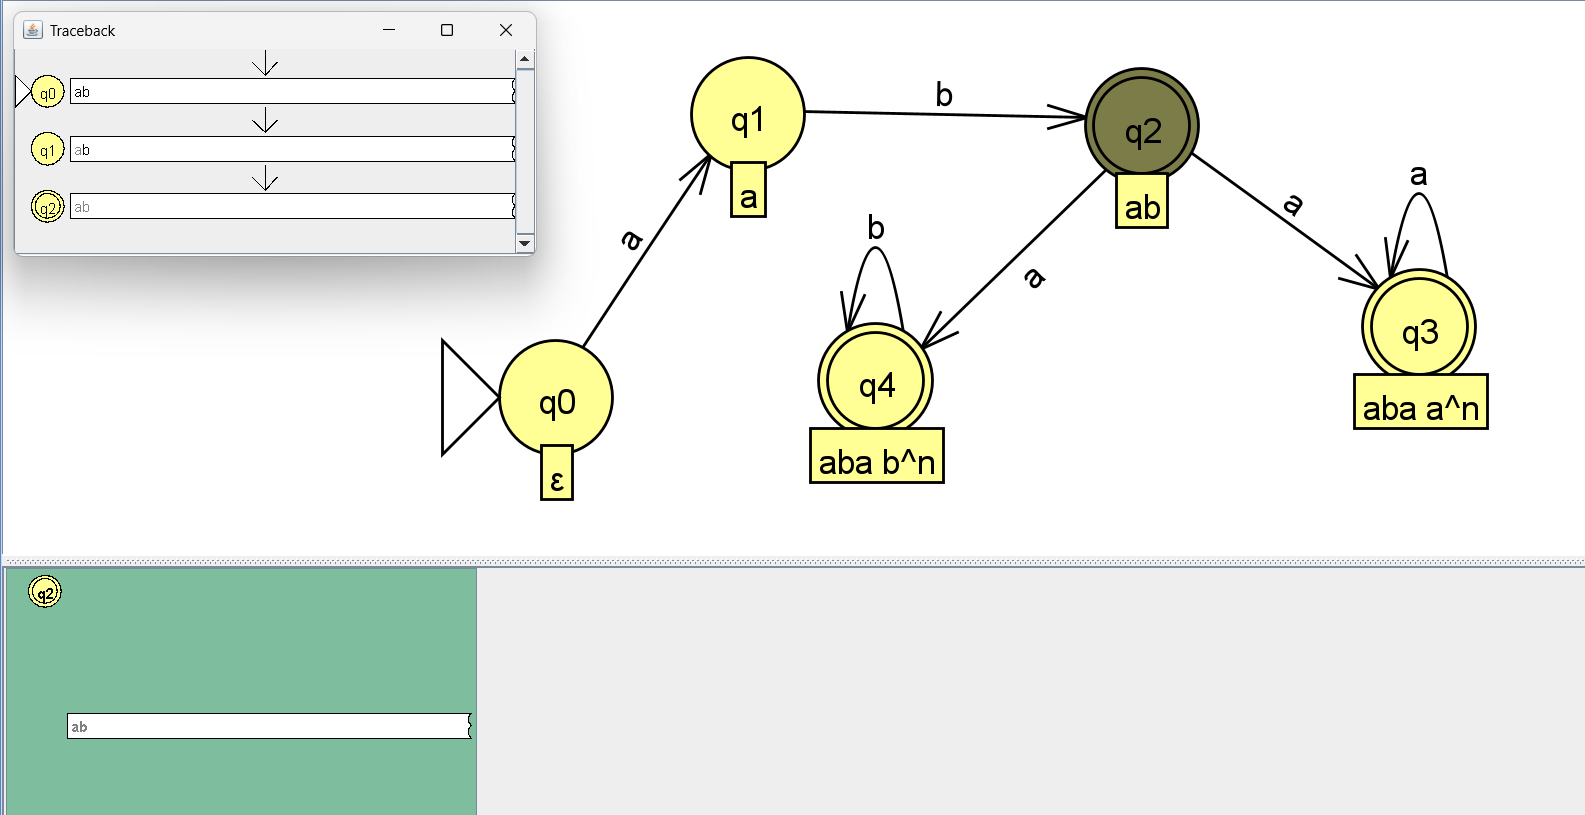 Traceback
q0 ab
q1 ab
q2 ab
q1
a
b
q2
ab
a
a
a
b
a
q3
aba a^n
q4
aba b^n
q0
ε
q2
ab